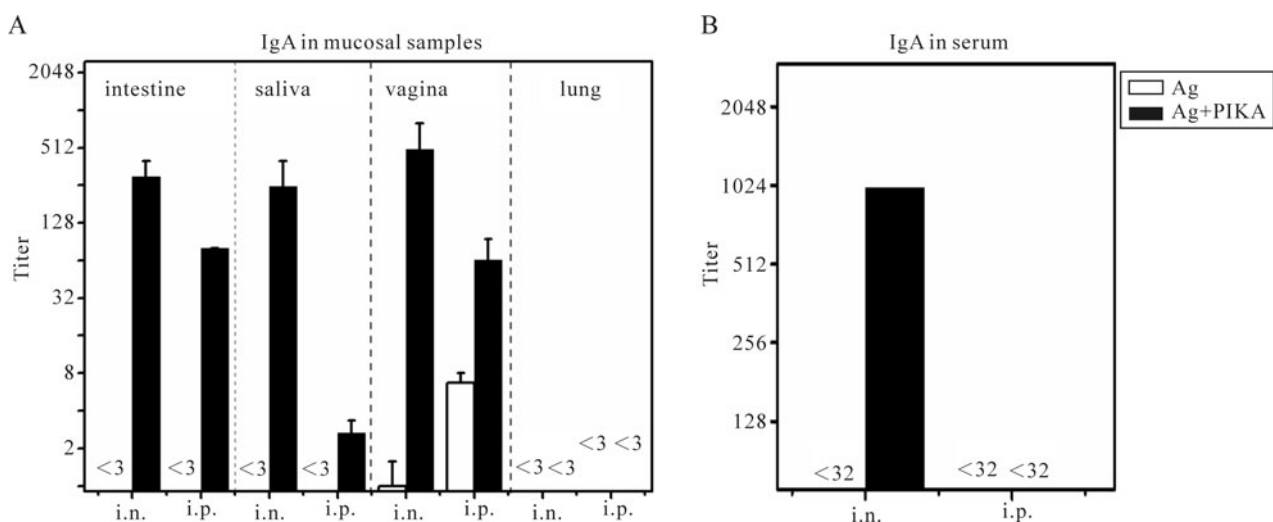 A
IgA in mucosal samples
intestine saliva vagina lung
2048
512
128
32
8
2
Titer
<3 <3 <3 <3 <3 <3 <3 <3
i.n. i.p. i.n. i.p. i.n. i.p. i.n. i.p.
B
IgA in serum
2048
1024
512
256
128
Titer
<32 <32 <32
i.n. i.p.
Ag
Ag+PIKA